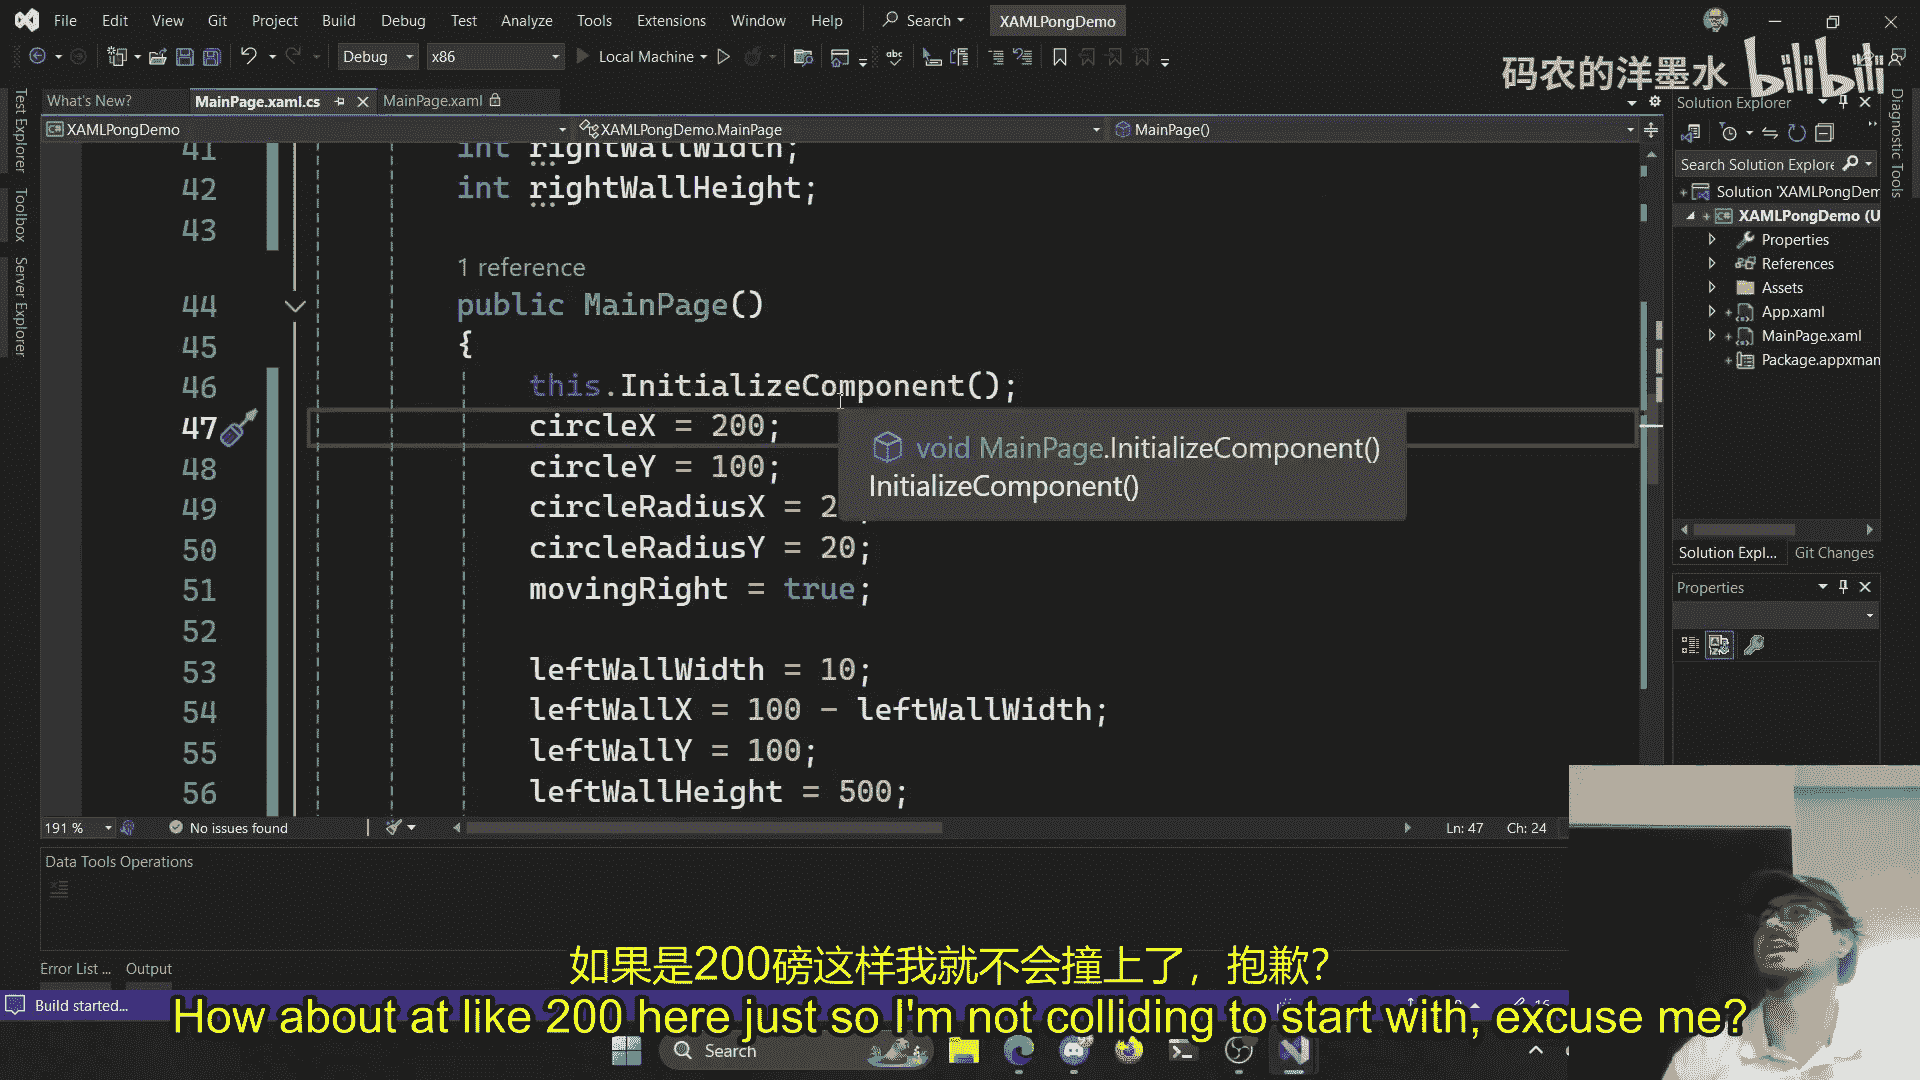 File Edit View Git Project Build Debug Test Analyze Tools Extensions Window Help Search XAMLPongDemo
Debug x86 Local Machine
码农的洋墨水 bilibili
What's New? MainPage.xaml.cs MainPage.xaml
XAMLPongDemo XAMLPongDemo.MainPage MainPage()
Test Explorer
Toolbox
Server Explorer
41 int rightWallWidth;
42 int rightWallHeight;
43
1 reference
44 public MainPage()
45 {
46 this.InitializeComponent();
47 circleX = 200;
48 circleY = 100;
49 circleRadiusX = 2
50 circleRadiusY = 20;
51 movingRight = true;
52
53 leftWallWidth = 10;
54 leftWallX = 100 - leftWallWidth;
55 leftWallY = 100;
56 leftWallHeight = 500;
void MainPage.InitializeComponent()
InitializeComponent()
191 % No issues found Ln: 47 Ch: 24
Solution Explorer
Search Solution Explore
Solution 'XAMLPongDem
XAMLPongDemo (U
Properties
References
Assets
App.xaml
MainPage.xaml
Package.appxman
Solution Expl... Git Changes
Properties
Diagnostic Tools
Data Tools Operations
Error List ... Output
Build started...
如果是200磅这样我就不会撞上了，抱歉？
How about at like 200 here just so I'm not colliding to start with, excuse me?
Search